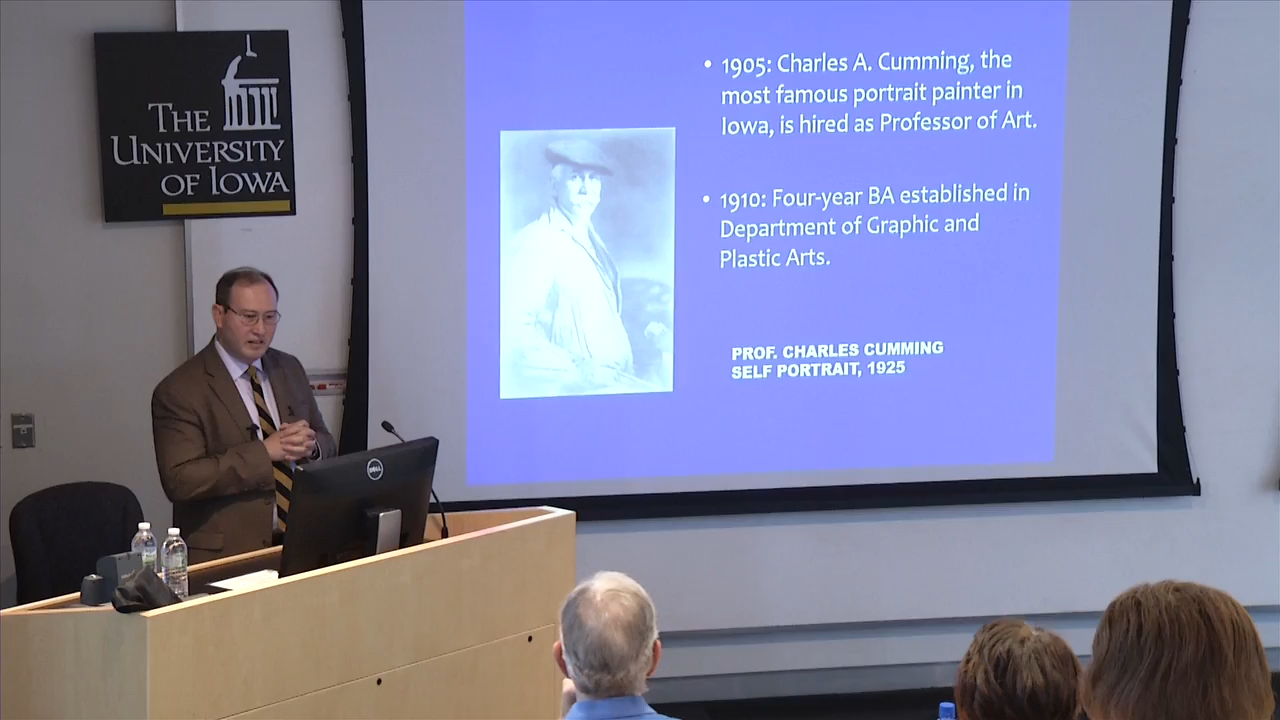 THE
UNIVERSITY
OF IOWA
• 1905: Charles A. Cumming, the
most famous portrait painter in
Iowa, is hired as Professor of Art.
• 1910: Four-year BA established in
Department of Graphic and
Plastic Arts.
PROF. CHARLES CUMMING
SELF PORTRAIT, 1925
DELL